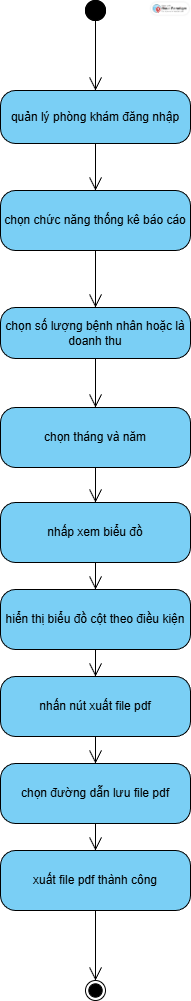 quản lý phòng khám đăng nhập
chọn chức năng thống kê báo cáo
chọn số lượng bệnh nhân hoặc là
doanh thu
chọn tháng và năm
nhấp xem biểu đồ
hiển thị biểu đồ cột theo điều kiện
nhấn nút xuất file pdf
chọn đường dẫn lưu file pdf
xuất file pdf thành công